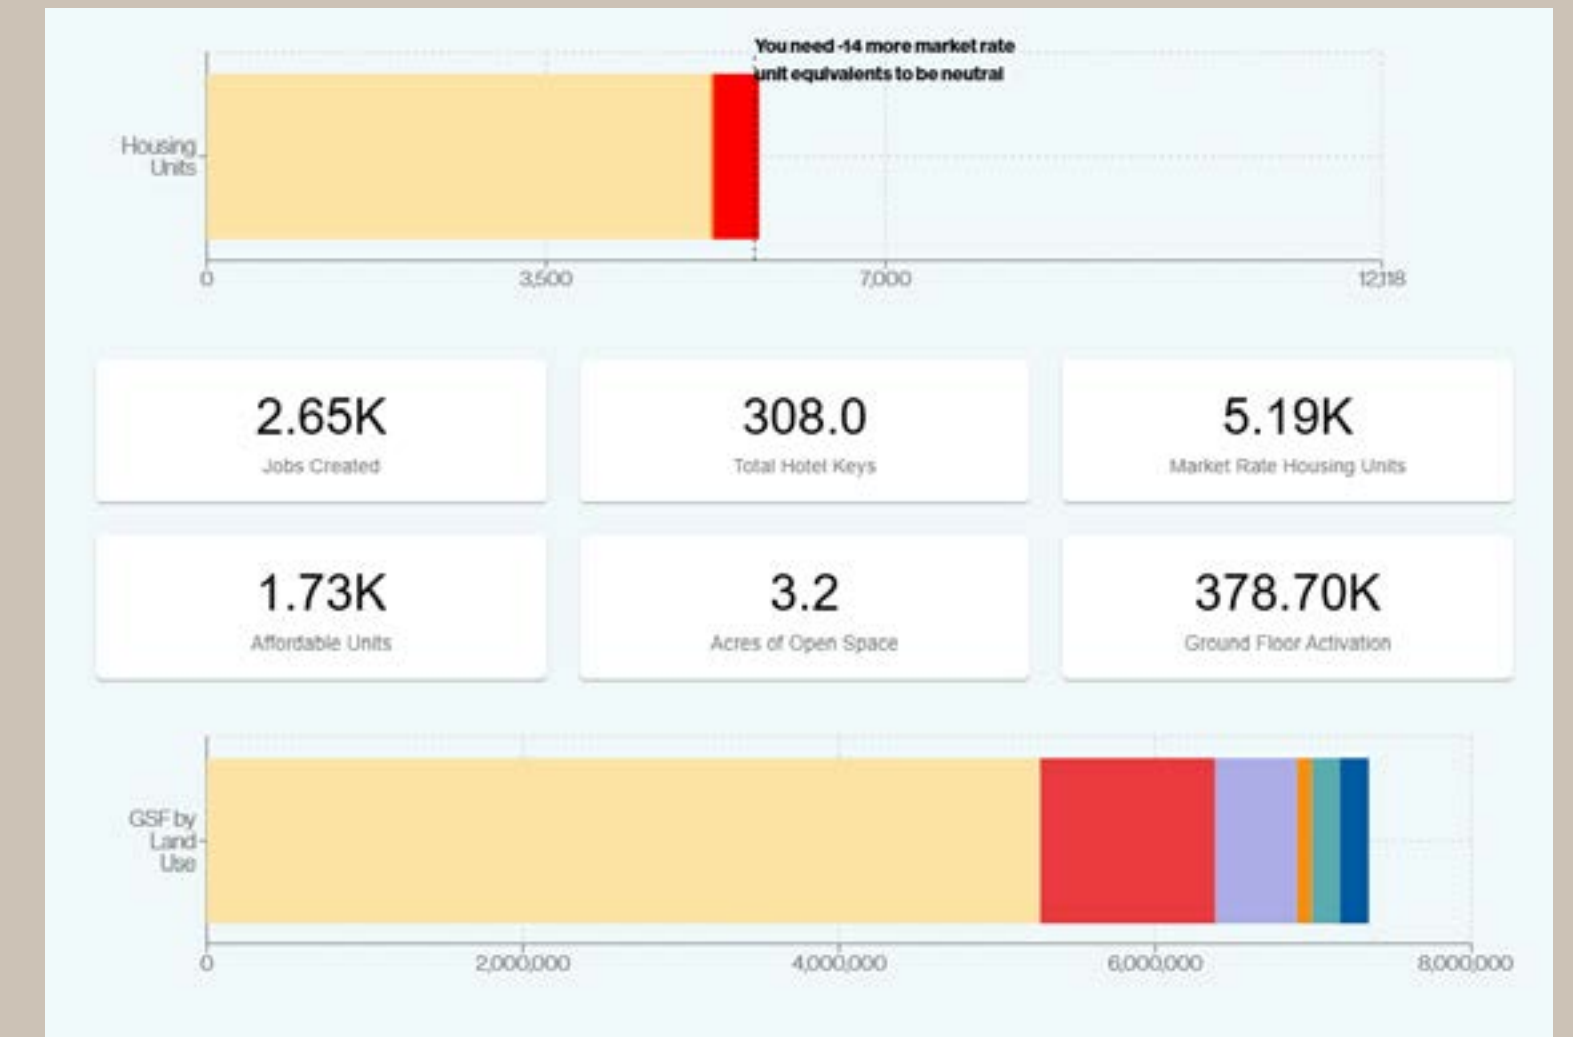 You need -14 more market rate
unit equivalents to be neutral
Housing
Units
0
3,500
7,000
12,118
2.65K
Jobs Created
308.0
Total Hotel Keys
5.19K
Market Rate Housing Units
1.73K
Affordable Units
3.2
Acres of Open Space
378.70K
Ground Floor Activation
GSF by
Land
Use
0
2,000,000
4,000,000
6,000,000
8,000,000